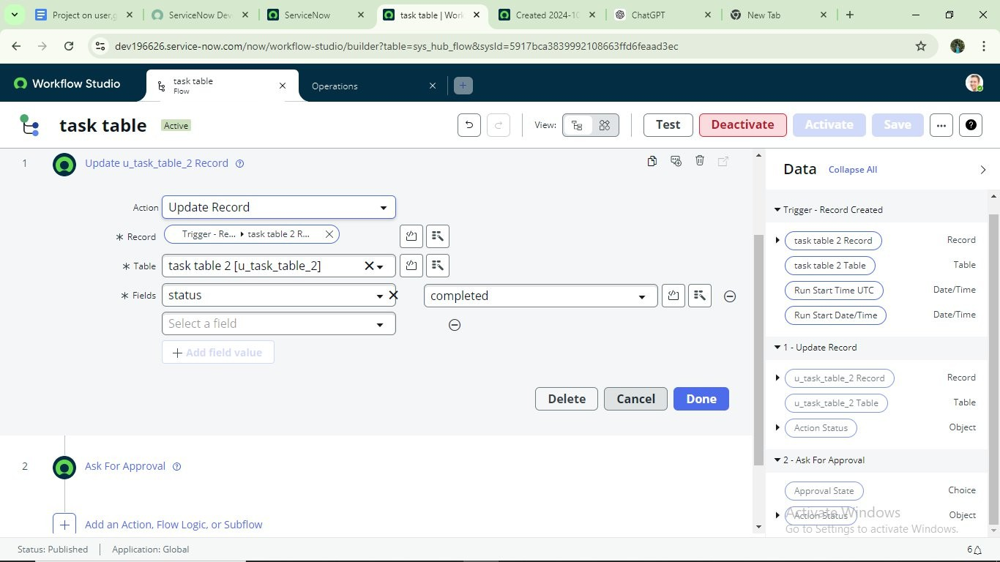 Project on user,g
ServiceNow Dev
ServiceNow
task table | Work
Created 2024-10
ChatGPT
New Tab
dev196626.service-now.com/now/workflow-studio/builder?table=sys_hub_flow&sysId=5917bca3839992108663ffd6feaad3ec
Workflow Studio
task table
Flow
Operations
task table
Active
View:
Test
Deactivate
Activate
Save
1
Update u_task_table_2 Record
Action
Update Record
* Record
Trigger - Re... ▸ task table 2 R...
* Table
task table 2 [u_task_table_2]
* Fields
status
completed
Select a field
+ Add field value
Delete
Cancel
Done
2
Ask For Approval
Add an Action, Flow Logic, or Subflow
Data
Collapse All
Trigger - Record Created
task table 2 Record
Record
task table 2 Table
Table
Run Start Time UTC
Date/Time
Run Start Date/Time
Date/Time
1 - Update Record
u_task_table_2 Record
Record
u_task_table_2 Table
Table
Action Status
Object
2 - Ask For Approval
Approval State
Choice
Action Status
Object
Activate Windows
Go to Settings to activate Windows.
Status: Published
Application: Global
6